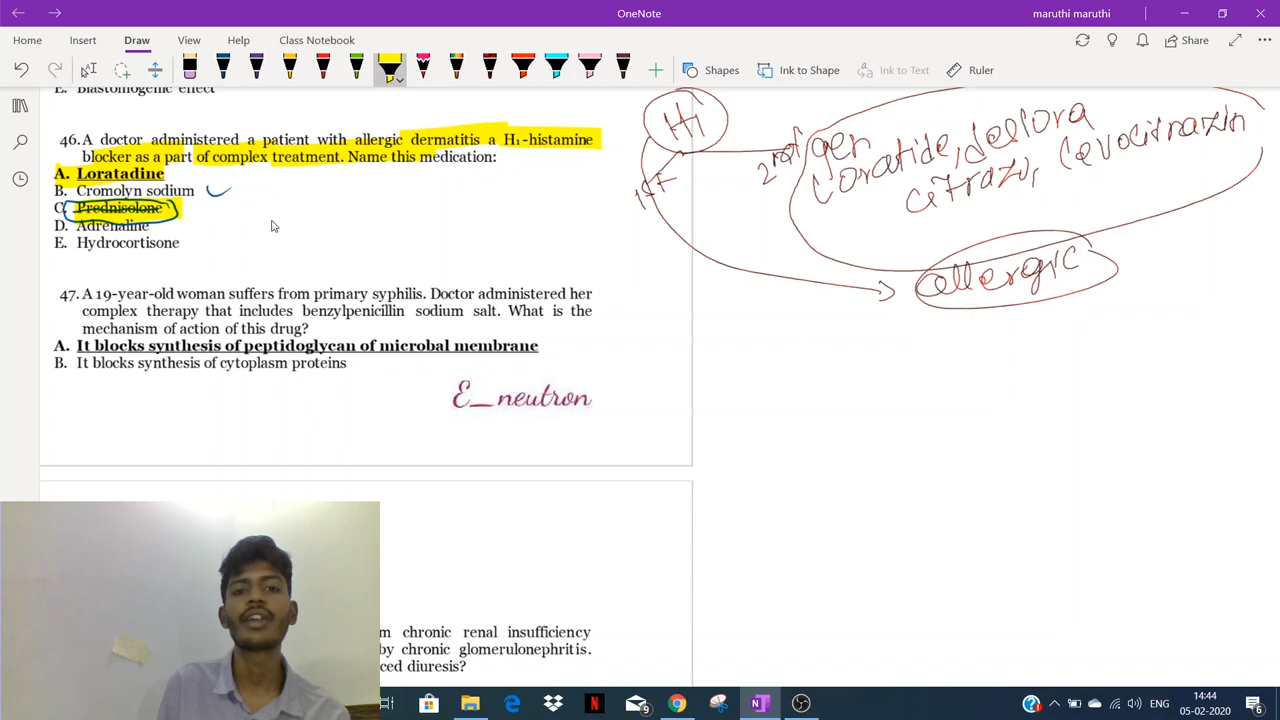 OneNote
maruthi maruthi
Home Insert Draw View Help Class Notebook
Share
Shapes
Ink to Shape
Ink to Text
Ruler
E. Blastomogenic effect
46. A doctor administered a patient with allergic dermatitis a H1-histamine
blocker as a part of complex treatment. Name this medication:
A. Loratadine
B. Cromolyn sodium
C. Prednisolone
D. Adrenaline
E. Hydrocortisone
47. A 19-year-old woman suffers from primary syphilis. Doctor administered her
complex therapy that includes benzylpenicillin sodium salt. What is the
mechanism of action of this drug?
A. It blocks synthesis of peptidoglycan of microbal membrane
B. It blocks synthesis of cytoplasm proteins
E_neutron
H1
1st
2nd ger
Loratide, deslora
citrazi, Levocitrazin
allergic
m chronic renal insufficiency
by chronic glomerulonephritis.
ced diuresis?
9
ENG
14:44
05-02-2020
6